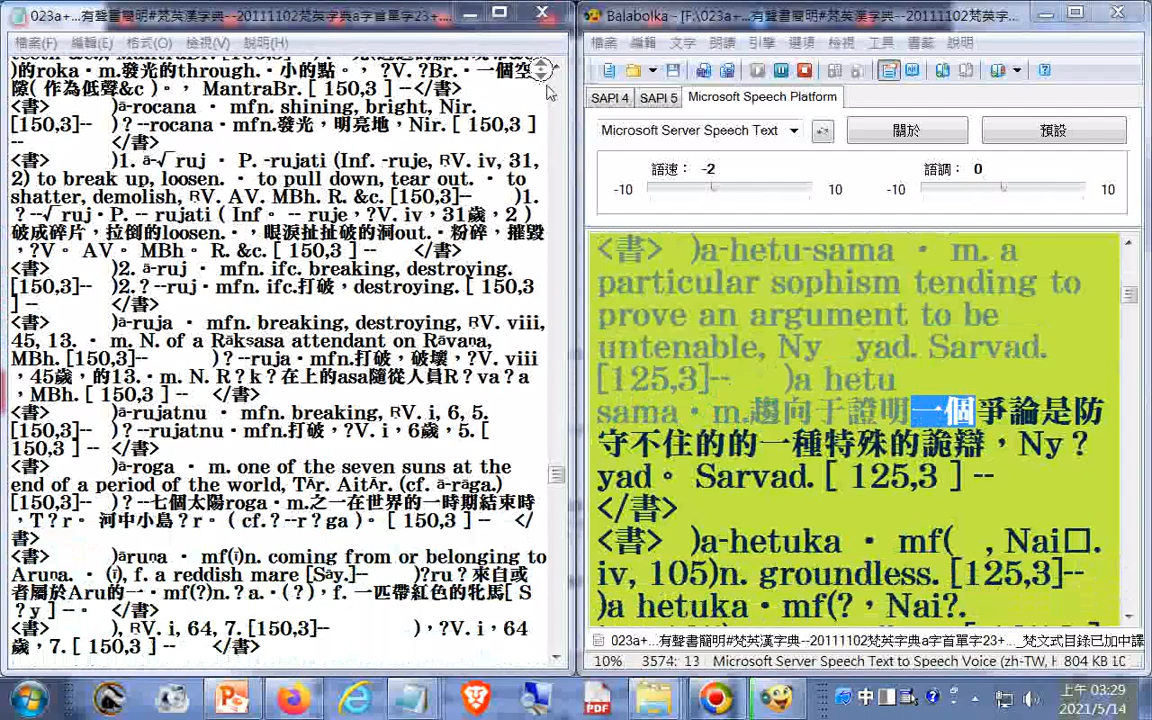 023a+...有聲書簡明#梵英漢字典--20111102梵英字典a字首單字23+...
檔案(F) 編輯(E) 格式(O) 檢視(V) 說明(H)
)的roka・m.發光的through.・小的點。，?V. ?Br.・一個空
隙( 作為低聲&c )。， MantraBr. [ 150,3 ] --</書>
<書> )ā-rocana • mfn. shining, bright, Nir.
[150,3]-- )? --rocana・mfn.發光，明亮地，Nir. [ 150,3 ]
-- </書>
<書> )1. ā-√ruj • P. -rujati (Inf. -ruje, RV. iv, 31,
2) to break up, loosen. • to pull down, tear out. • to
shatter, demolish, RV. AV. MBh. R. &c. [150,3]-- )1.
? --√ruj・P. -- rujati ( Inf。 -- ruje，?V. iv，31歲，2 )
破成碎片，拉倒的loosen.・，眼淚扯扯破的洞out.・粉碎，摧毀
，?V。 AV。 MBh。 R. &c. [ 150,3 ] -- </書>
<書> )2. ā-ruj • mfn. ifc. breaking, destroying.
[150,3]-- )2.? --ruj・mfn. ifc.打破，destroying. [ 150,3
] -- </書>
<書> )ā-ruja • mfn. breaking, destroying, RV. viii,
45, 13. • m. N. of a Rākṣasa attendant on Rāvaṇa,
MBh. [150,3]-- )? --ruja・mfn.打破，破壞，?V. viii
，45歲，的13.・m. N. R?k?在上的asa隨從人員R?va?a
，MBh. [ 150,3 ] -- </書>
<書> )ā-rujatnu • mfn. breaking, RV. i, 6, 5.
[150,3]-- )? --rujatnu・mfn.打破，?V. i，6歲，5. [
150,3 ] -- </書>
<書> )ā-roga • m. one of the seven suns at the
end of a period of the world, TĀr. AitĀr. (cf. ā-rāga.)
[150,3]-- )? --七個太陽roga・m.之一在世界的一時期結束時
，T?r。 河中小島?r。( cf.? --r?ga )。 [ 150,3 ] -- </
書>
<書> )āruṇa • mf(ī)n. coming from or belonging to
Aruṇa. • (ī), f. a reddish mare [Sāy.]-- )?ru?來自或
者屬於Aru的一・mf(?)n.?a.・( ? )，f. 一匹帶紅色的牝馬[ S
?y ] --。 </書>
<書> ), RV. i, 64, 7. [150,3]-- )，?V. i，64
歲，7. [ 150,3 ] -- </書>
Balabolka - [F:\023a+...有聲書簡明#梵英漢字典--20111102梵英字...
檔案 編輯 文字 朗讀 引擎 選項 檢視 工具 書籤 說明
SAPI 4 SAPI 5 Microsoft Speech Platform
Microsoft Server Speech Text 關於 預設
語速： -2 語調： 0
-10 10 -10 10
<書> )a-hetu-sama • m. a
particular sophism tending to
prove an argument to be
untenable, Ny yad. Sarvad.
[125,3]-- )a hetu
sama・m.趨向于證明一個爭論是防
守不住的的一種特殊的詭辯，Ny ?
yad。 Sarvad. [ 125,3 ] --
</書>
<書> )a-hetuka • mf( , Nai□.
iv, 105)n. groundless. [125,3]--
)a hetuka・mf(?，Nai?.
023a+...有聲書簡明#梵英漢字典--20111102梵英字典a字首單字23+..._梵文式目錄已加中譯
10% 3574: 13 Microsoft Server Speech Text to Speech Voice (zh-TW, H 804 KB 10
中
上午 03:29
2021/5/14